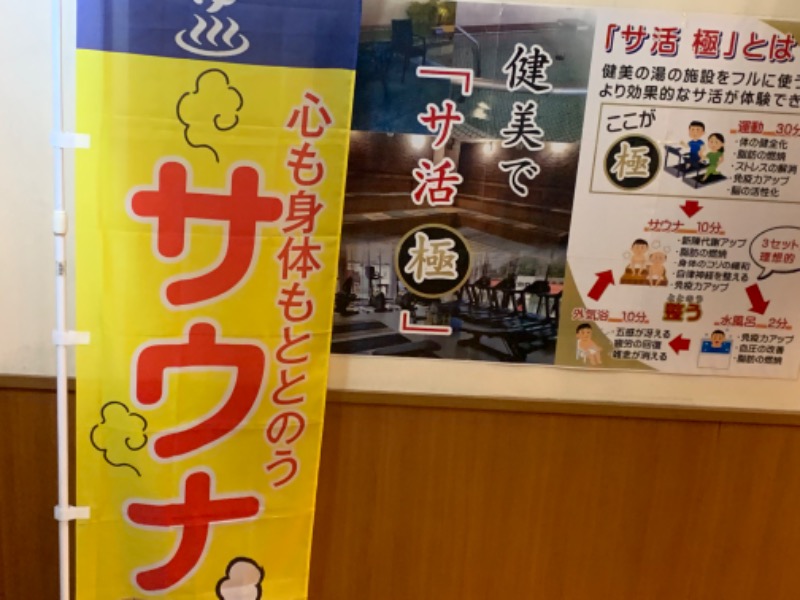 心も身体もととのう
サウナ
健美で
「サ活 極」
「サ活 極」とは
健美の湯の施設をフルに使う
より効果的なサ活が体験でき
ここが
極
運動 30分
・体の健全化
・脂肪の燃焼
・ストレスの解消
・免疫力アップ
・脳の活性化
サウナ 10分
・新陳代謝アップ
・脂肪の燃焼
・身体のコリの緩和
・自律神経を整える
・免疫力アップ
3セット
理想的
ととのう
整う
外気浴 10分
・五感が冴える
・疲労の回復
・雑念が消える
水風呂 2分
・免疫力アップ
・血圧の改善
・脂肪の燃焼